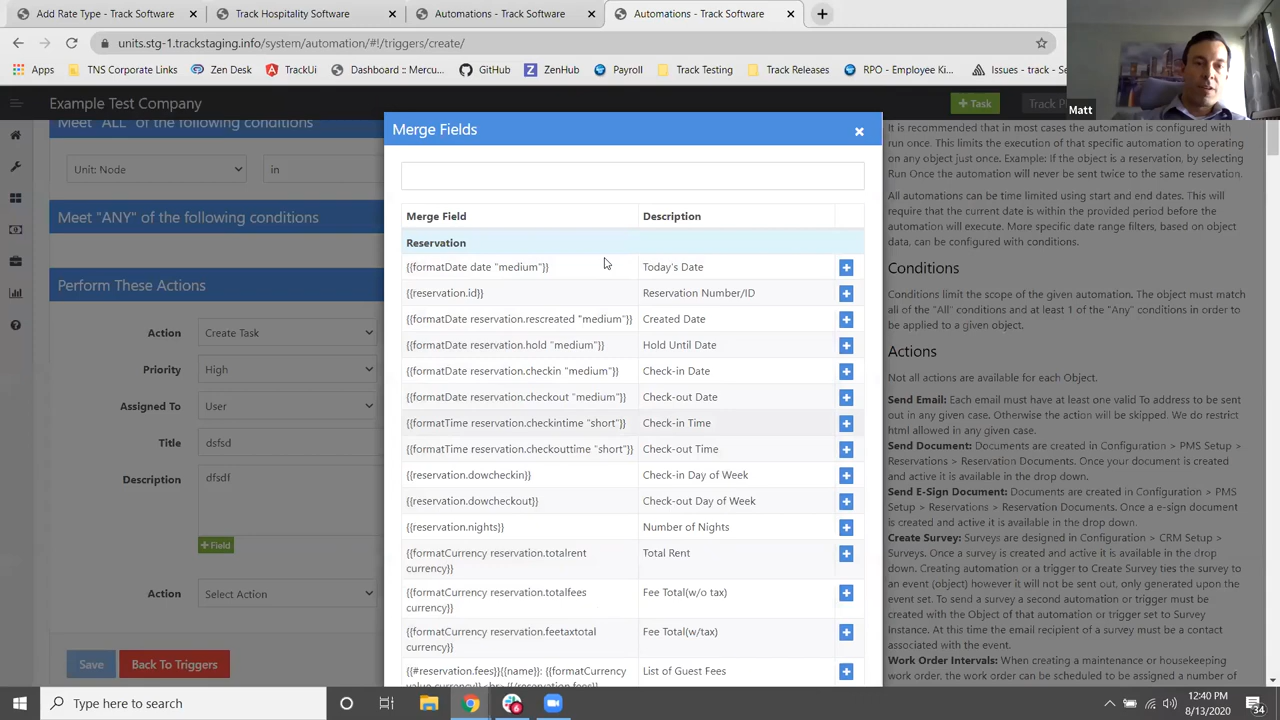 Add Rate Type - Track Software
Track Hospitality Software
Automations - Track Software
Automations - Track Software
units.stg-1.trackstaging.info/system/automation/#!/triggers/create/
Apps
TNS Corporate Links
Zen Desk
TrackUi
Dashboard :: Mercu...
GitHub
ZenHub
Payroll
Track Testing
Track Releases
RPO - Employee Kin...
Issues - track - Se
Matt
Example Test Company
+ Task
Track P
Meet "ALL" of the following conditions
Unit: Node
in
Meet "ANY" of the following conditions
Perform These Actions
Action
Create Task
Priority
High
Assigned To
User
Title
dsfsd
Description
dfsdf
+ Field
Action
Select Action
Save
Back To Triggers
Merge Fields
Merge Field
Description
Reservation
{{formatDate date "medium"}}
Today's Date
{{reservation.id}}
Reservation Number/ID
{{formatDate reservation.rescreated "medium"}}
Created Date
{{formatDate reservation.hold "medium"}}
Hold Until Date
{{formatDate reservation.checkin "medium"}}
Check-in Date
{{formatDate reservation.checkout "medium"}}
Check-out Date
{{formatTime reservation.checkintime "short"}}
Check-in Time
{{formatTime reservation.checkouttime "short"}}
Check-out Time
{{reservation.dowcheckin}}
Check-in Day of Week
{{reservation.dowcheckout}}
Check-out Day of Week
{{reservation.nights}}
Number of Nights
{{formatCurrency reservation.totalrent
currency}}
Total Rent
{{formatCurrency reservation.totalfees
currency}}
Fee Total(w/o tax)
{{formatCurrency reservation.feetaxtotal
currency}}
Fee Total(w/tax)
{{#reservation.fees}}{{name}}: {{formatCurrency
List of Guest Fees
It is recommended that in most cases the automation is configured with
run once. This limits the execution of that specific automation to operating
on any object just once. Example: If the object is a reservation, by selecting
Run Once the automation will never be sent twice to the same reservation.
All automations can be time limited using start and end dates. This will
require that the current date is within the provided period before the
automation will execute. More specific date range filters, based on object
data, can be configured with conditions.
Conditions
Conditions limit the scope of the given automation. The object must match
all of the "All" conditions and at least 1 of the "Any" conditions in order to
be applied to a given object.
Actions
Not all actions are available for each Object.
Send Email: Each email must have at least one valid To address to be sent
out in any given case. Otherwise the action will be skipped. We do restrict
html allowed in any given case.
Send Document: Documents are created in Configuration > PMS Setup >
Reservations > Reservation Documents. Once your document is created
and active it is available in the drop down.
Send E-Sign Document: Documents are created in Configuration > PMS
Setup > Reservations > Reservation Documents. Once a e-sign document
is created and active it is available in the drop down.
Create Survey: Surveys are designed in Configuration > CRM Setup >
Surveys. Once a survey is created and active it is available in the drop
down. Creating automation or a trigger to Create Survey ties the survey to
an event (object) however it will not be sent out, only generated upon the
event set. To send a survey a second automation or trigger must be
created with the Object of that automation or trigger set to Survey
Instance. At this time the email recipient of a survey must be a contact
associated with the event.
Work Order Intervals: When creating a maintenance or housekeeping
work order, the work order can be scheduled to be assigned a number of
Type here to search
12:40 PM
8/13/2020
34